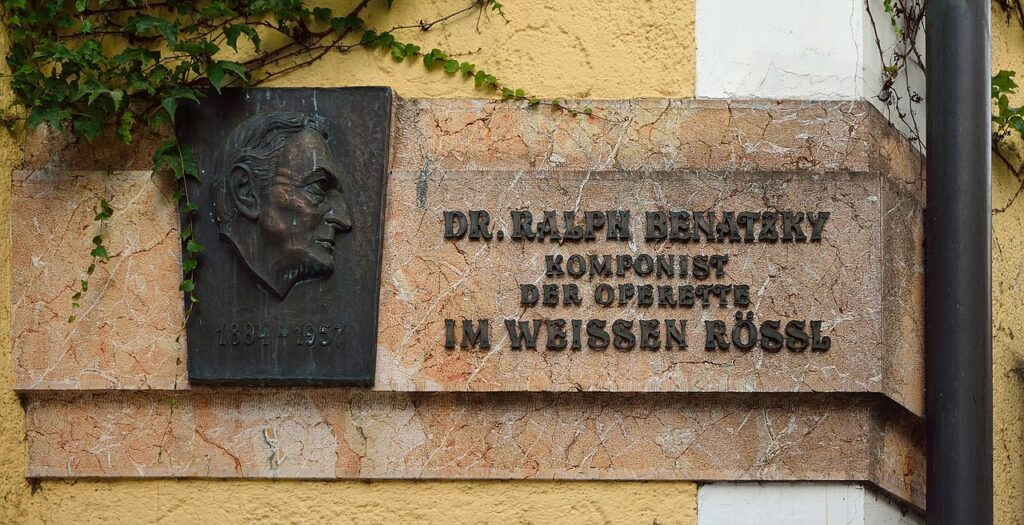 1884 - 1957
DR. RALPH BENATZKY
KOMPONIST
DER OPERETTE
IM WEISSEN RÖSSL